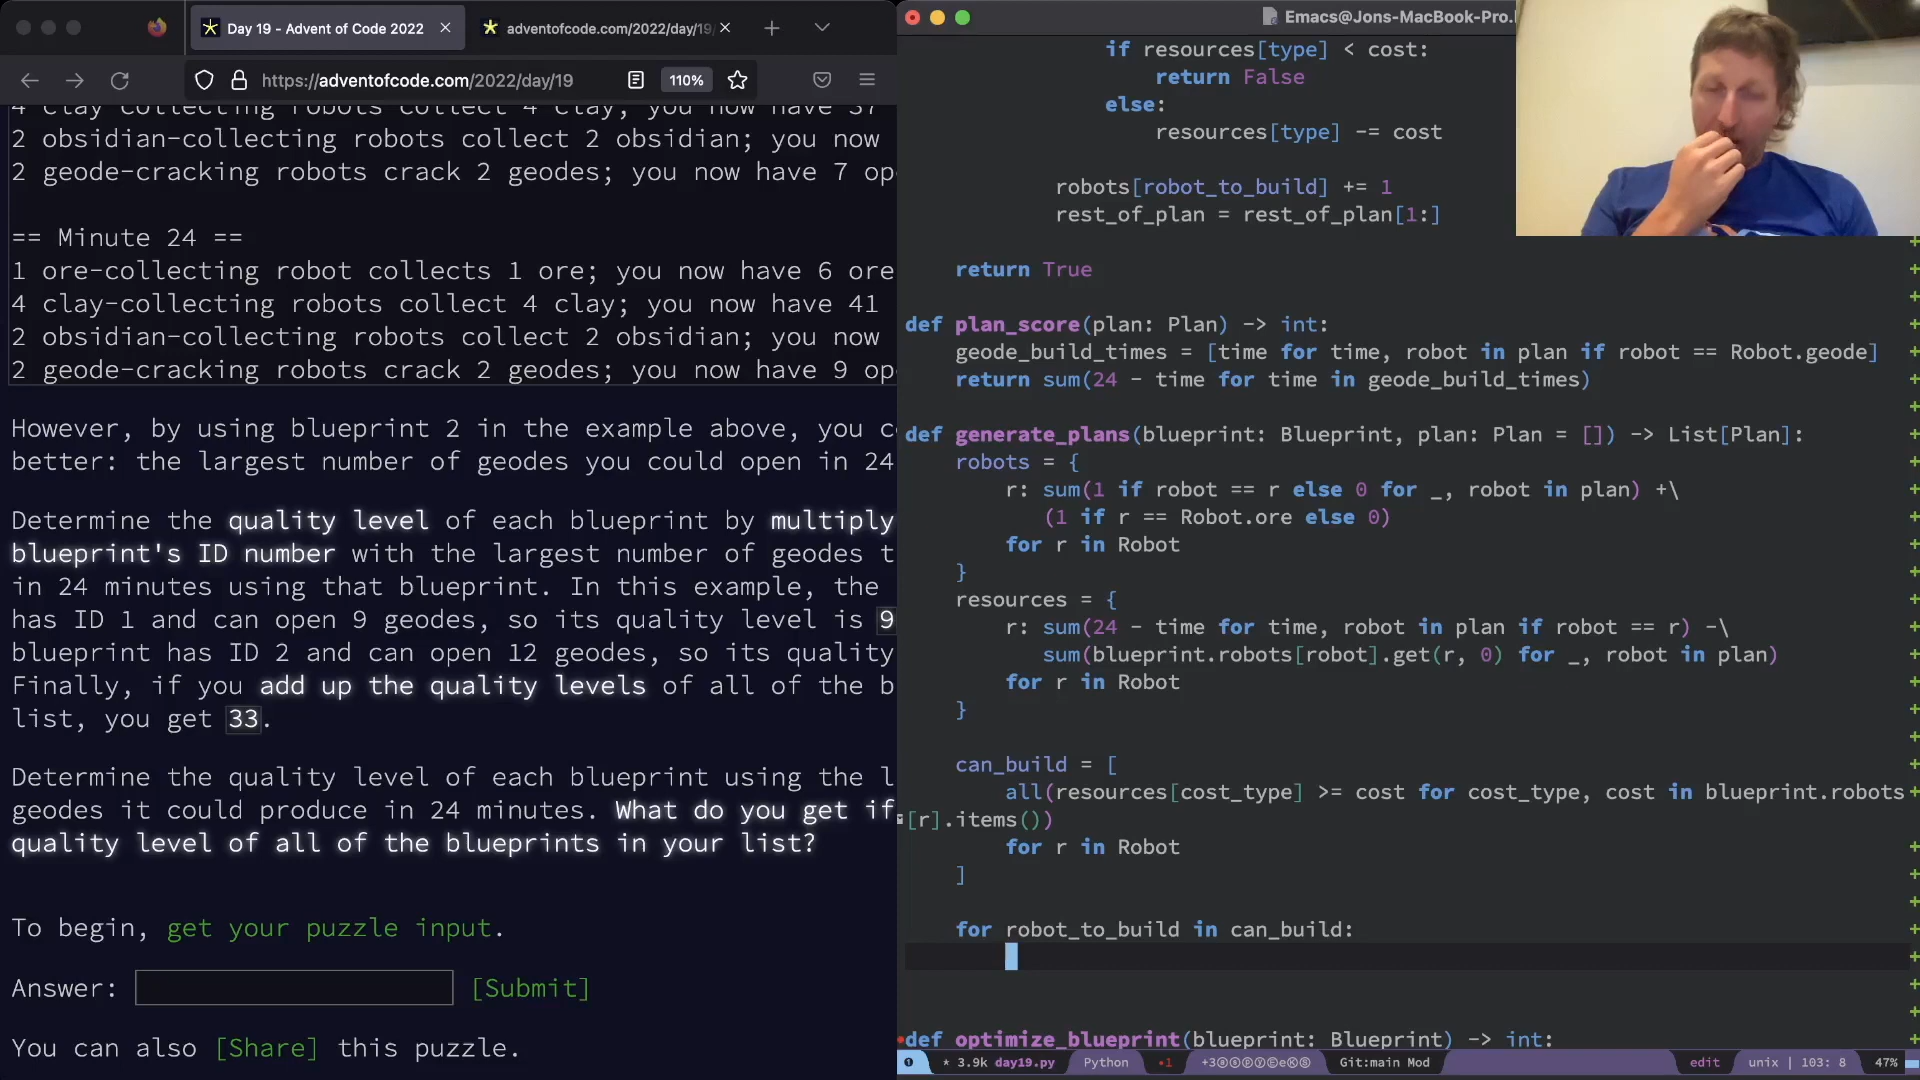 Day 19 - Advent of Code 2022
adventofcode.com/2022/day/19
https://adventofcode.com/2022/day/19
110%
4 clay-collecting robots collect 4 clay; you now have 37
2 obsidian-collecting robots collect 2 obsidian; you now
2 geode-cracking robots crack 2 geodes; you now have 7 op
== Minute 24 ==
1 ore-collecting robot collects 1 ore; you now have 6 ore
4 clay-collecting robots collect 4 clay; you now have 41
2 obsidian-collecting robots collect 2 obsidian; you now
2 geode-cracking robots crack 2 geodes; you now have 9 op
However, by using blueprint 2 in the example above, you c
better: the largest number of geodes you could open in 24
Determine the quality level of each blueprint by multiply
blueprint's ID number with the largest number of geodes t
in 24 minutes using that blueprint. In this example, the
has ID 1 and can open 9 geodes, so its quality level is 9
blueprint has ID 2 and can open 12 geodes, so its quality
Finally, if you add up the quality levels of all of the b
list, you get 33.
Determine the quality level of each blueprint using the l
geodes it could produce in 24 minutes. What do you get if
quality level of all of the blueprints in your list?
To begin, get your puzzle input.
Answer: [Submit]
You can also [Share] this puzzle.
Emacs@Jons-MacBook-Pro.
if resources[type] < cost:
return False
else:
resources[type] -= cost
robots[robot_to_build] += 1
rest_of_plan = rest_of_plan[1:]
return True
def plan_score(plan: Plan) -> int:
geode_build_times = [time for time, robot in plan if robot == Robot.geode]
return sum(24 - time for time in geode_build_times)
def generate_plans(blueprint: Blueprint, plan: Plan = []) -> List[Plan]:
robots = {
r: sum(1 if robot == r else 0 for _, robot in plan) +\
(1 if r == Robot.ore else 0)
for r in Robot
}
resources = {
r: sum(24 - time for time, robot in plan if robot == r) -\
sum(blueprint.robots[robot].get(r, 0) for _, robot in plan)
for r in Robot
}
can_build = [
all(resources[cost_type] >= cost for cost_type, cost in blueprint.robots
[r].items())
for r in Robot
]
for robot_to_build in can_build:
def optimize_blueprint(blueprint: Blueprint) -> int:
* 3.9k day19.py Python •1 Git:main Mod edit unix | 103: 8 47%